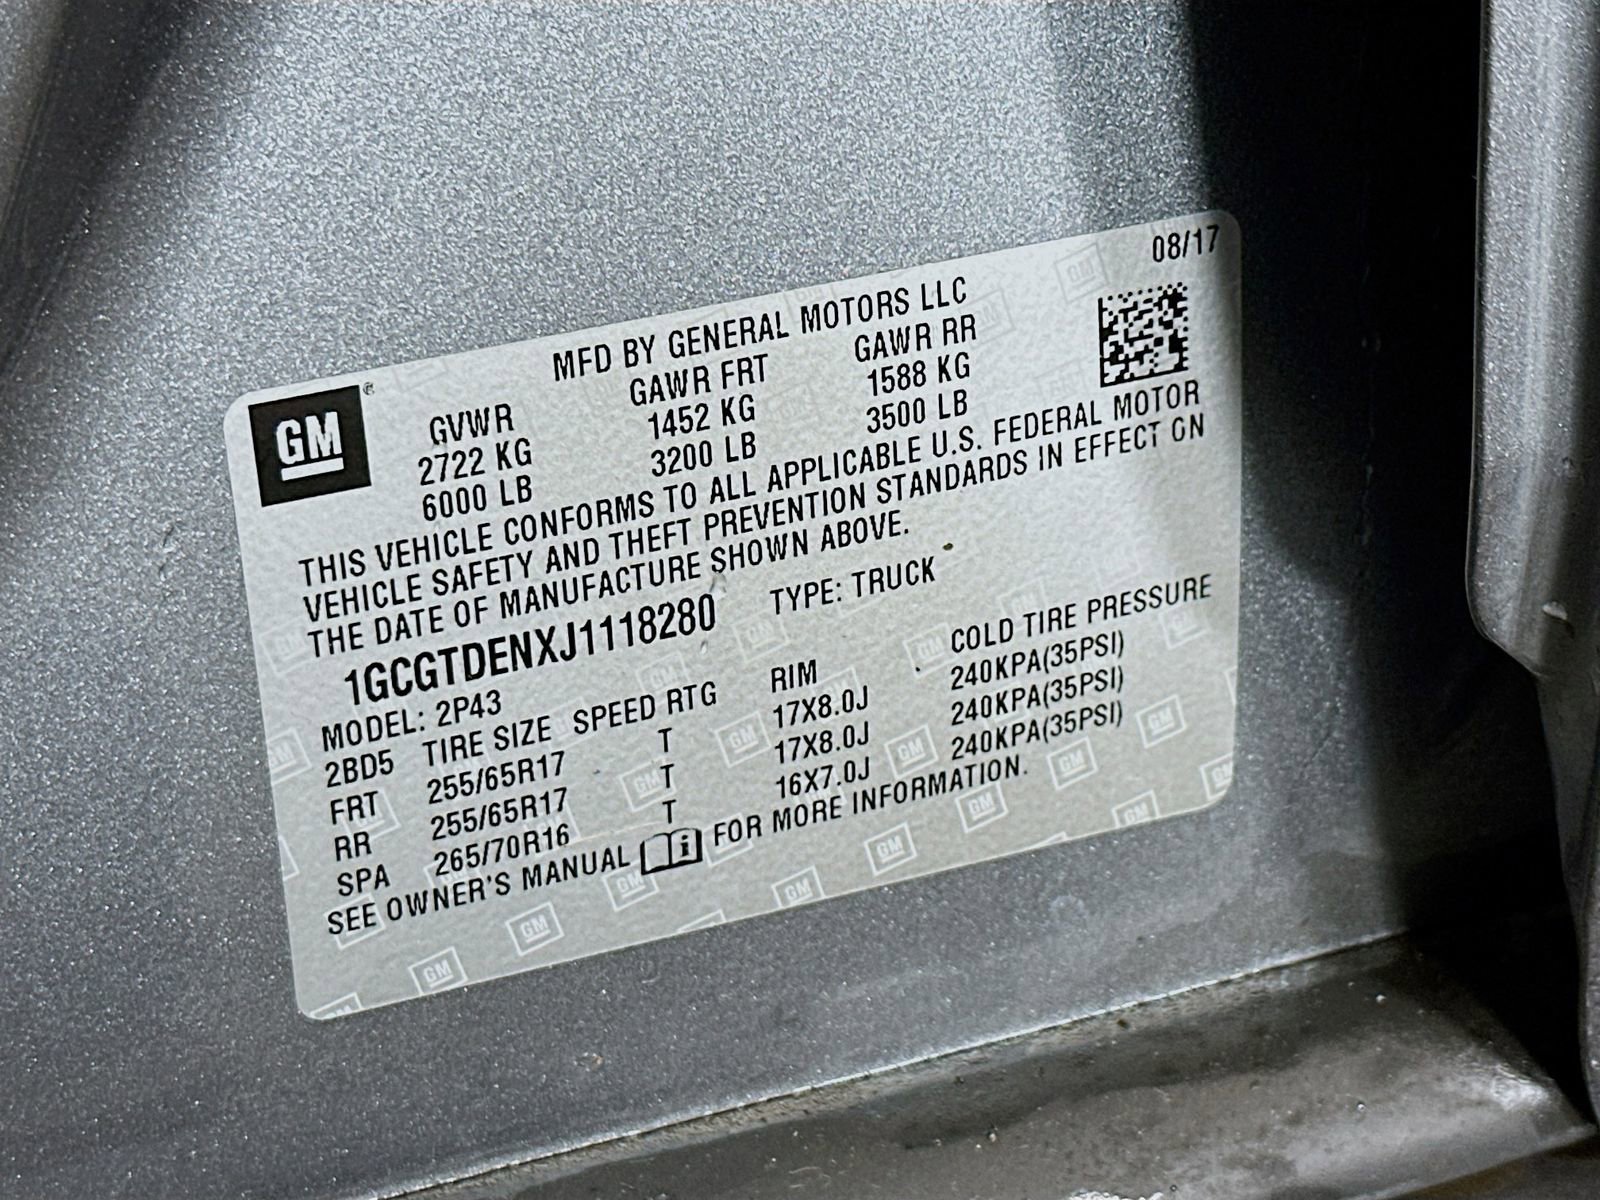 08/17
MFD BY GENERAL MOTORS LLC
GM ®
GVWR GAWR FRT GAWR RR
2722 KG 1452 KG 1588 KG
6000 LB 3200 LB 3500 LB
THIS VEHICLE CONFORMS TO ALL APPLICABLE U.S. FEDERAL MOTOR
VEHICLE SAFETY AND THEFT PREVENTION STANDARDS IN EFFECT ON
THE DATE OF MANUFACTURE SHOWN ABOVE.
1GCGTDENXJ1118280 TYPE: TRUCK
MODEL: 2P43
2BD5 TIRE SIZE SPEED RTG RIM COLD TIRE PRESSURE
FRT 255/65R17 T 17X8.0J 240KPA(35PSI)
RR 255/65R17 T 17X8.0J 240KPA(35PSI)
SPA 265/70R16 T 16X7.0J 240KPA(35PSI)
SEE OWNER'S MANUAL FOR MORE INFORMATION.